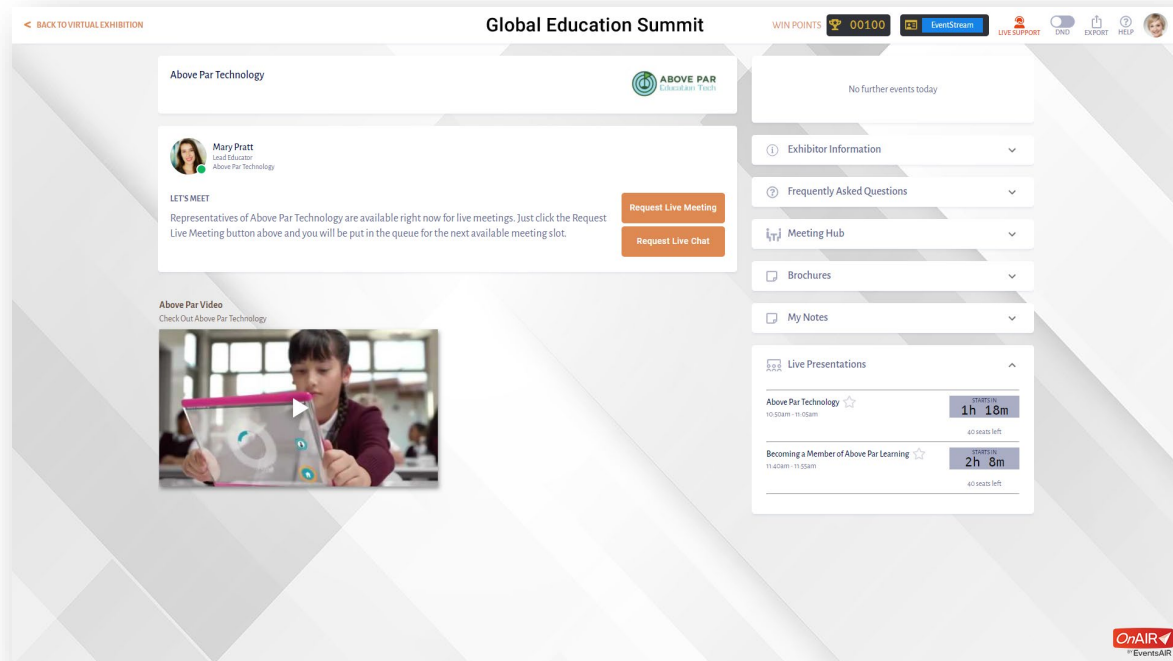 < BACK TO VIRTUAL EXHIBITION
Global Education Summit
WIN POINTS
00100
EventStream
LIVE SUPPORT
DND
EXPORT
HELP
Above Par Technology
ABOVE PAR
Education Tech
Mary Pratt
Lead Educator
Above Par Technology
LET'S MEET
Representatives of Above Par Technology are available right now for live meetings. Just click the Request
Live Meeting button above and you will be put in the queue for the next available meeting slot.
Request Live Meeting
Request Live Chat
Above Par Video
Check Out Above Par Technology
No further events today
Exhibitor Information
Frequently Asked Questions
Meeting Hub
Brochures
My Notes
Live Presentations
Above Par Technology
10:50am - 11:05am
STARTS IN
1h 18m
40 seats left
Becoming a Member of Above Par Learning
11:40am - 11:55am
STARTS IN
2h 8m
40 seats left
OnAIR
BY EventsAIR